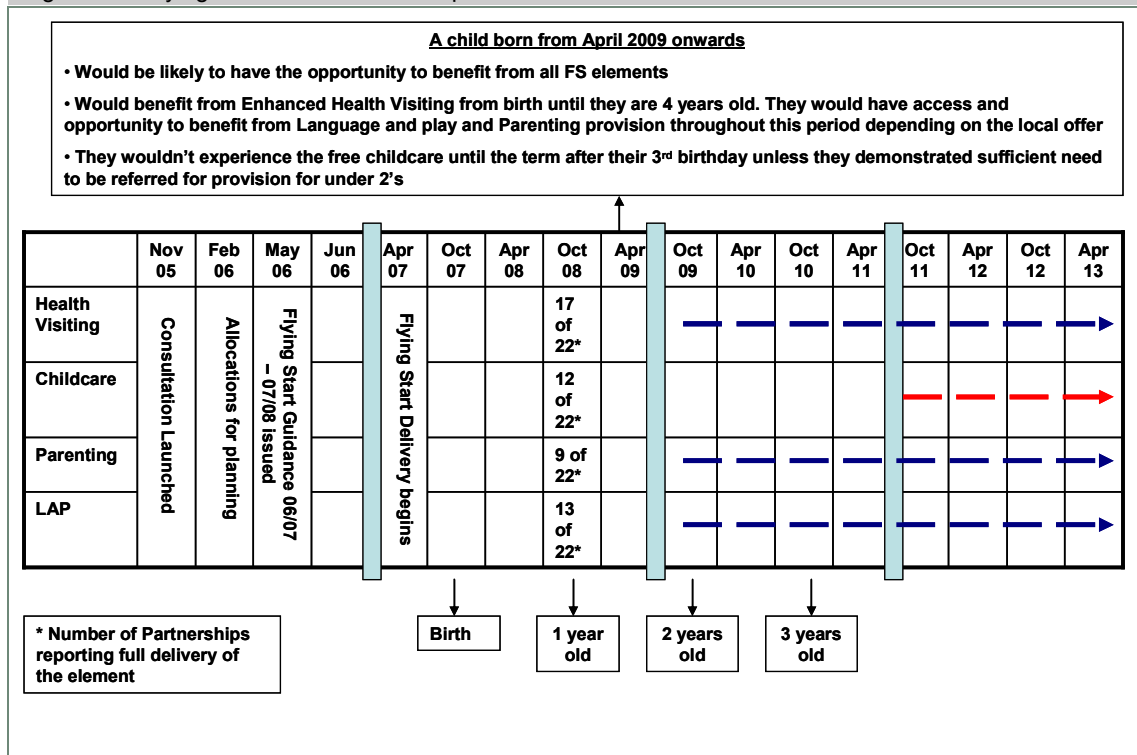 A child born from April 2009 onwards
• Would be likely to have the opportunity to benefit from all FS elements
• Would benefit from Enhanced Health Visiting from birth until they are 4 years old. They would have access and
opportunity to benefit from Language and play and Parenting provision throughout this period depending on the local offer
• They wouldn’t experience the free childcare until the term after their 3rd birthday unless they demonstrated sufficient need
to be referred for provision for under 2’s
Nov 05
Feb 06
May 06
Jun 06
Apr 07
Oct 07
Apr 08
Oct 08
Apr 09
Oct 09
Apr 10
Oct 10
Apr 11
Oct 11
Apr 12
Oct 12
Apr 13
Health
Visiting
Childcare
Parenting
LAP
Consultation Launched
Allocations for planning
Flying Start Guidance 06/07
– 07/08 issued
Flying Start Delivery begins
17
of
22*
12
of
22*
9 of
22*
13
of
22*
* Number of Partnerships
reporting full delivery of
the element
Birth
1 year
old
2 years
old
3 years
old